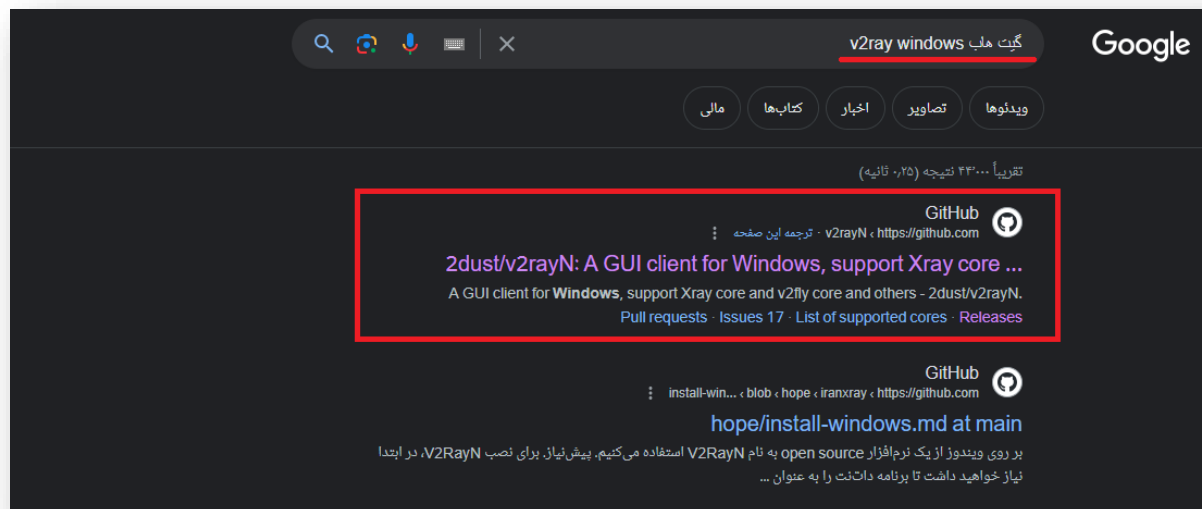 Google
گیت هاب v2ray windows
ویدئوها
تصاویر
اخبار
کتاب‌ها
مالی
تقریباً ۴۴٬۰۰۰ نتیجه (۰٫۲۵ ثانیه)
GitHub
https://github.com › v2rayN · ترجمه این صفحه
2dust/v2rayN: A GUI client for Windows, support Xray core ...
A GUI client for Windows, support Xray core and v2fly core and others - 2dust/v2rayN.
Pull requests · Issues 17 · List of supported cores · Releases
GitHub
https://github.com › iranxray › hope › blob › install-win...
hope/install-windows.md at main
بر روی ویندوز از یک نرم‌افزار open source به نام V2RayN استفاده می‌کنیم. پیش‌نیاز. برای نصب V2RayN، در ابتدا
نیاز خواهید داشت تا برنامه دات‌نت را به عنوان ...